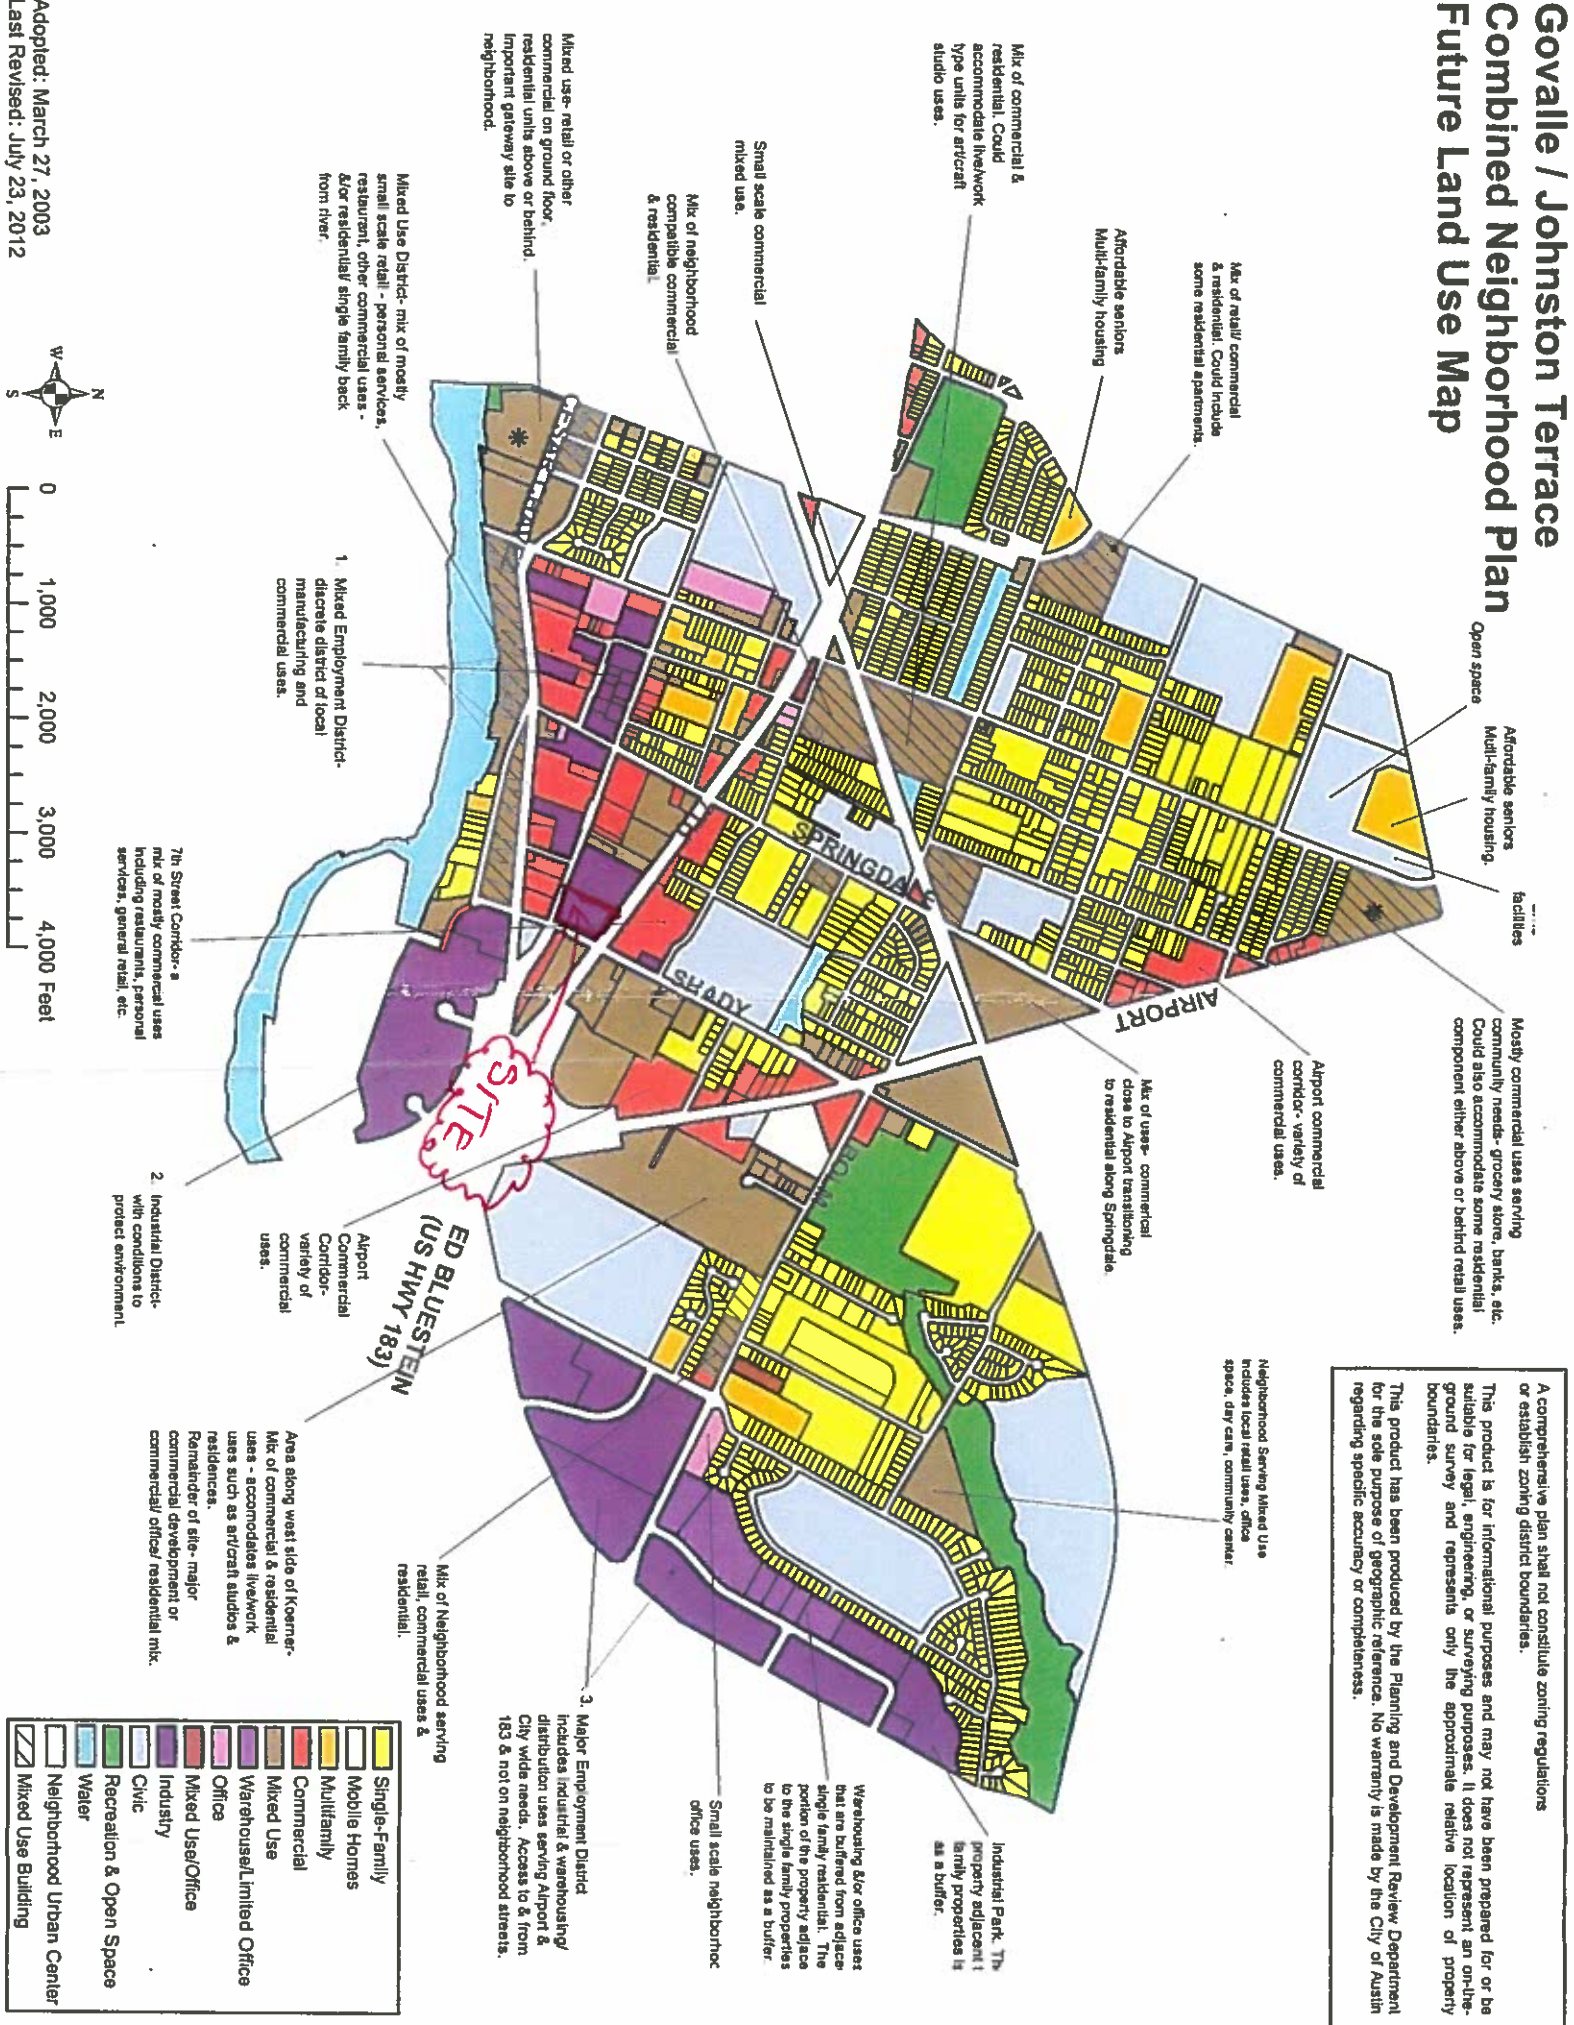 Govalle / Johnston Terrace
Combined Neighborhood Plan
Future Land Use Map
A comprehensive plan shall not constitute zoning regulations
or establish zoning district boundaries.
This product is for informational purposes and may not have been prepared for or be
suitable for legal, engineering, or surveying purposes. It does not represent an on-the-
ground survey and represents only the approximate relative location of property
boundaries.
This product has been produced by the Planning and Development Review Department
for the sole purpose of geographic reference. No warranty is made by the City of Austin
regarding specific accuracy or completeness.
Open space
Affordable seniors
Multi-family housing.
facilities
Mostly commercial uses serving
community needs- grocery store, banks, etc.
Could also accommodate some residential
component either above or behind retail uses.
Mix of retail/ commercial
& residential. Could include
some residential apartments.
Affordable seniors
Multi-family housing
Mix of commercial &
residential. Could
accommodate live/work
type units for art/craft
studio uses.
Small scale commercial
mixed use.
Mix of neighborhood
compatible commercial
& residential.
Mixed use- retail or other
commercial on ground floor,
residential units above or behind.
Important gateway site to
neighborhood.
Mixed Use District- mix of mostly
small scale retail - personal services,
restaurant, other commercial uses -
&/or residential/ single family back
from river.
Airport commercial
corridor- variety of
commercial uses.
Mix of uses- commerical
close to Airport transitioning
to residential along Springdale.
Neighborhood Serving Mixed Use
includes local retail uses, office
space, day care, community center.
AIRPORT
SPRINGDALE
SHADY
BOLM
SITE
ED BLUESTEIN
(US HWY 183)
1. Mixed Employment District-
discrete district of local
manufacturing and
commercial uses.
7th Street Corridor- a
mix of mostly commercial uses
including restaurants, personal
services, general retail, etc.
2. Industrial District-
with conditions to
protect environment.
Airport
Commercial
Corridor-
variety of
commercial
uses.
Area along west side of Koerner-
Mix of commercial & residential
uses - accomodates live/work
uses such as art/craft studios &
residences.
Remainder of site- major
commercial development or
commercial/ office/ residential mix.
Mix of Neighborhood serving
retail, commercial uses &
residential.
3. Major Employment District
includes industrial & warehousing/
distribution uses serving Airport &
City wide needs. Access to & from
183 & not on neighborhood streets.
Small scale neighborhoc
office uses.
Warehousing &/or office uses
that are buffered from adjace
single family residential. The
portion of the property adjace
to the single family properties
to be maintained as a buffer
Industrial Park. Th
property adjacent t
family properties is
as a buffer.
Adopted: March 27, 2003
Last Revised: July 23, 2012
N
W
E
S
0 1,000 2,000 3,000 4,000 Feet
Single-Family
Mobile Homes
Multifamily
Commercial
Mixed Use
Warehouse/Limited Office
Office
Mixed Use/Office
Industry
Civic
Recreation & Open Space
Water
Neighborhood Urban Center
Mixed Use Building